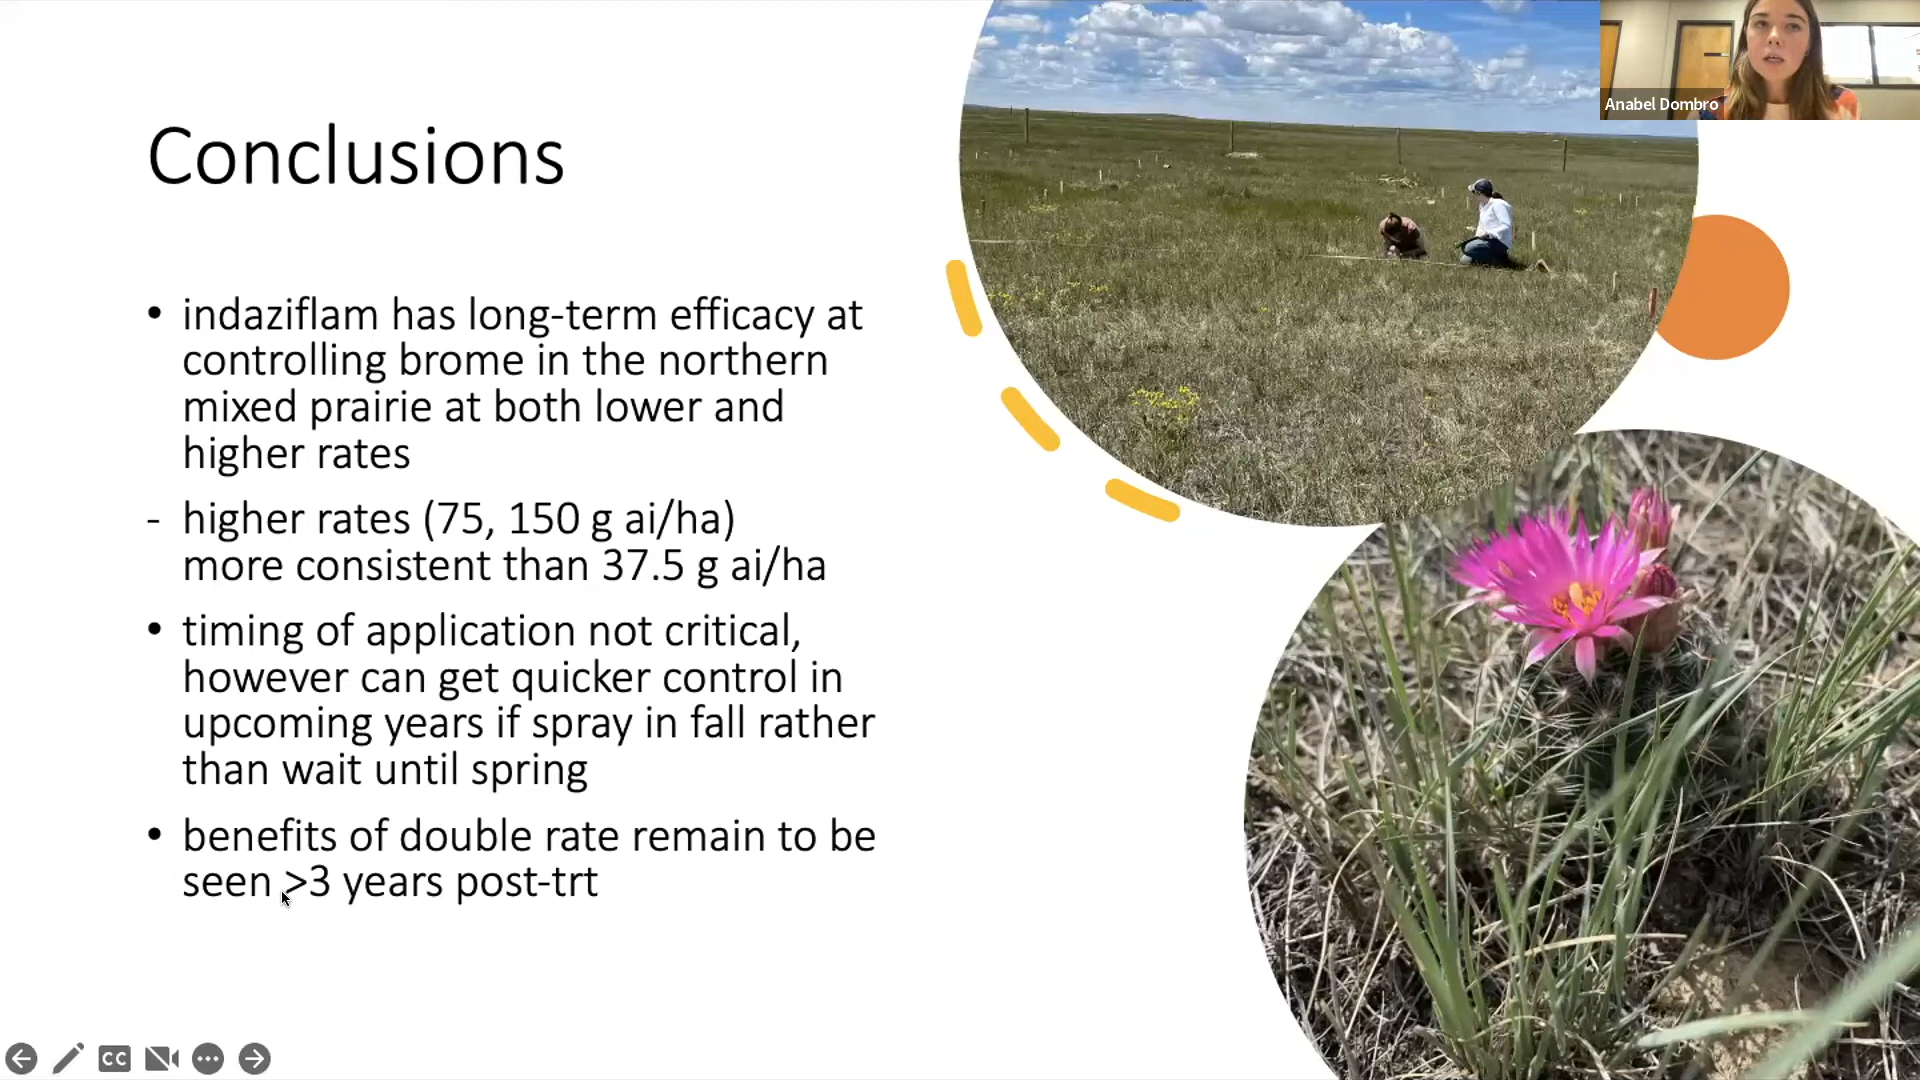 Anabel Dombro
Conclusions
• indaziflam has long-term efficacy at
controlling brome in the northern
mixed prairie at both lower and
higher rates
- higher rates (75, 150 g ai/ha)
more consistent than 37.5 g ai/ha
• timing of application not critical,
however can get quicker control in
upcoming years if spray in fall rather
than wait until spring
• benefits of double rate remain to be
seen >3 years post-trt
CC